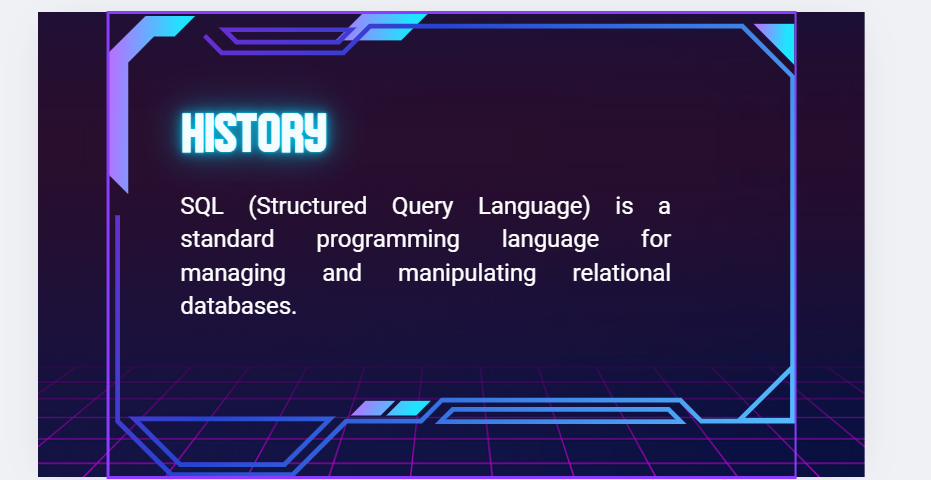 HISTORY
SQL (Structured Query Language) is a
standard programming language for
managing and manipulating relational
databases.